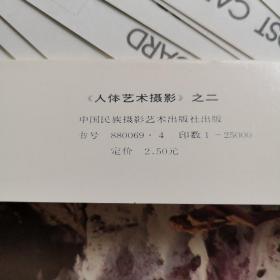 CARD
POST CARD
《人体艺术摄影》之二
中国民族摄影艺术出版社出版
书号 880069·4 印数1-25000
定价 2.50元